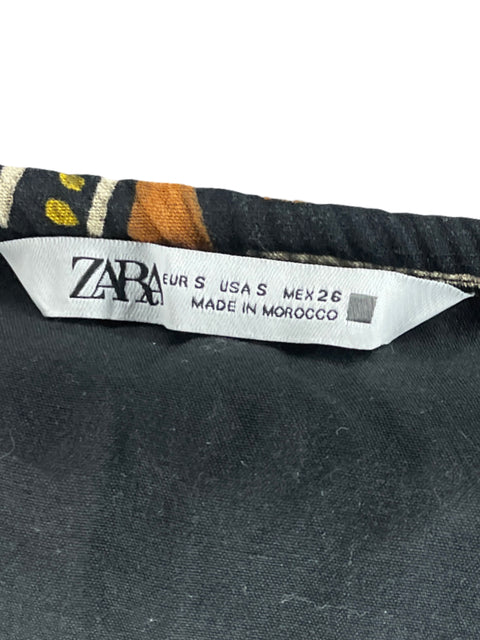 ZARA EUR S USA S MEX 26
MADE IN MOROCCO